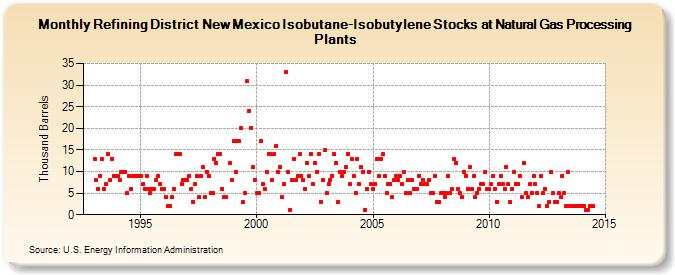 Monthly Refining District New Mexico Isobutane-Isobutylene Stocks at Natural Gas Processing
Plants
Thousand Barrels
35
30
25
20
15
10
5
0
1995 2000 2005 2010 2015
Source: U.S. Energy Information Administration